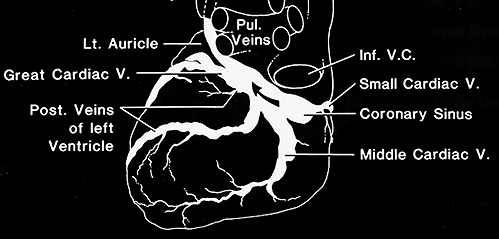 Pul.
Veins
Lt. Auricle
Great Cardiac V.
Post. Veins
of left
Ventricle
Inf. V.C.
Small Cardiac V.
Coronary Sinus
Middle Cardiac V.